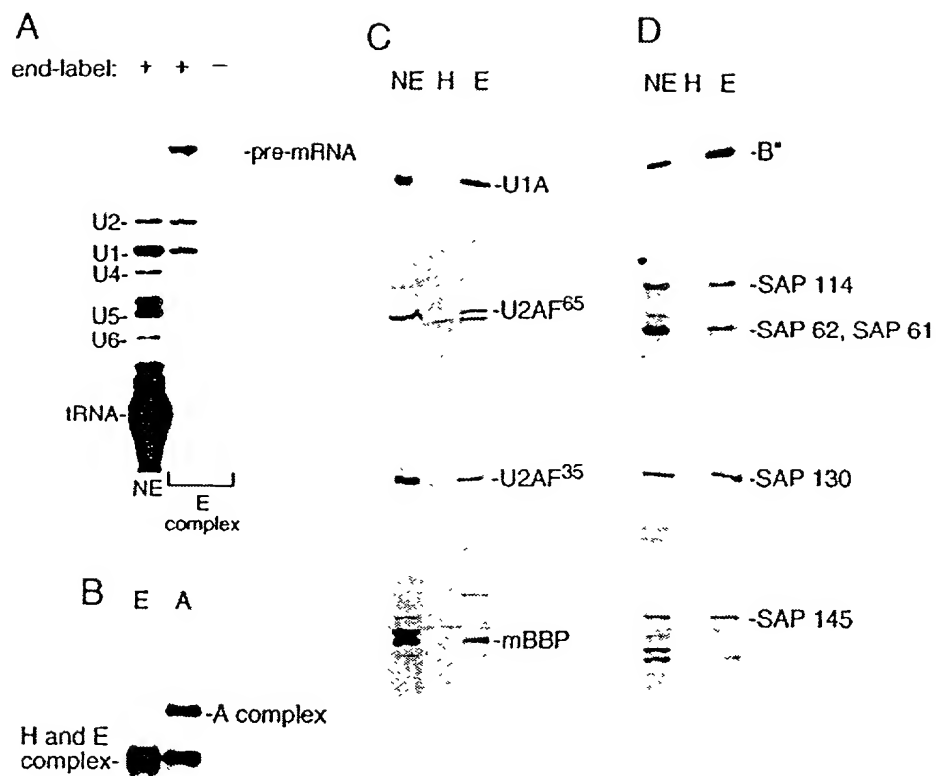 A
end-label: + + −
-pre-mRNA
U2-
U1-
U4-
U5-
U6-
tRNA-
NE
E
complex
B
E A
-A complex
H and E
complex-
C
NE H E
-U1A
-U2AF65
-U2AF35
-mBBP
D
NE H E
-B"
-SAP 114
-SAP 62, SAP 61
-SAP 130
-SAP 145